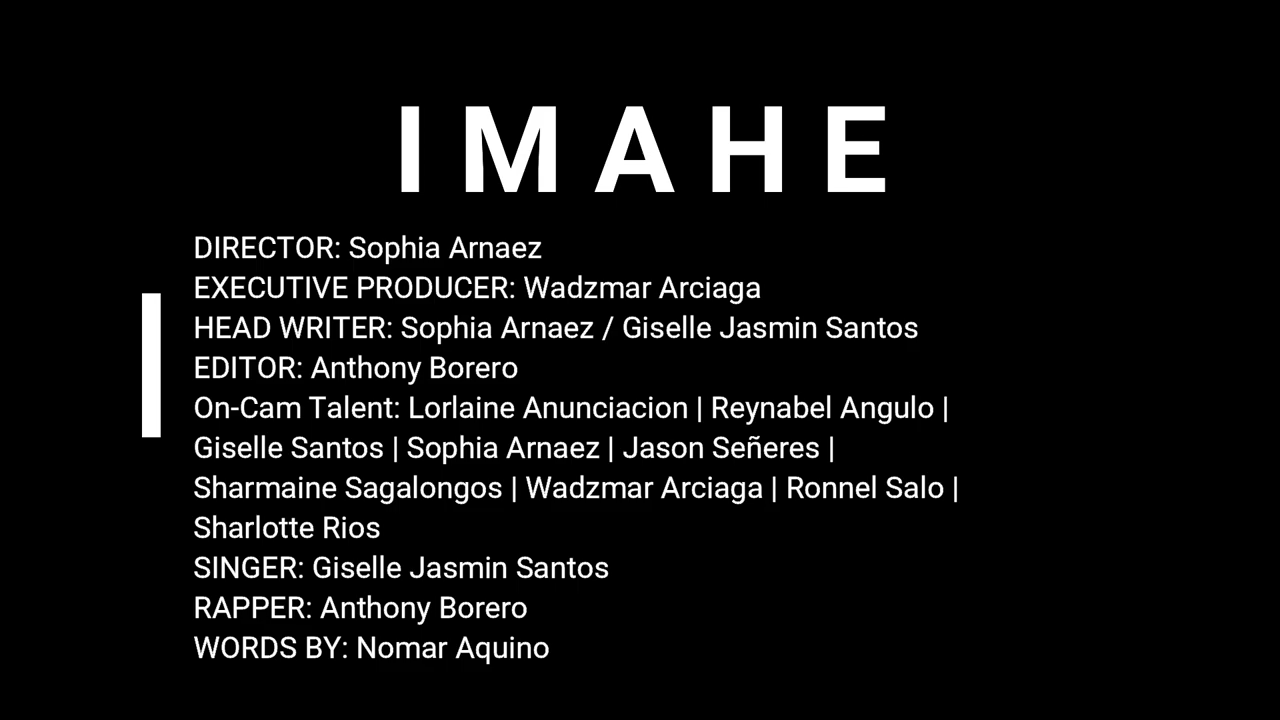 IMAHE
DIRECTOR: Sophia Arnaez
EXECUTIVE PRODUCER: Wadzmar Arciaga
HEAD WRITER: Sophia Arnaez / Giselle Jasmin Santos
EDITOR: Anthony Borero
On-Cam Talent: Lorlaine Anunciacion | Reynabel Angulo |
Giselle Santos | Sophia Arnaez | Jason Señeres |
Sharmaine Sagalongos | Wadzmar Arciaga | Ronnel Salo |
Sharlotte Rios
SINGER: Giselle Jasmin Santos
RAPPER: Anthony Borero
WORDS BY: Nomar Aquino